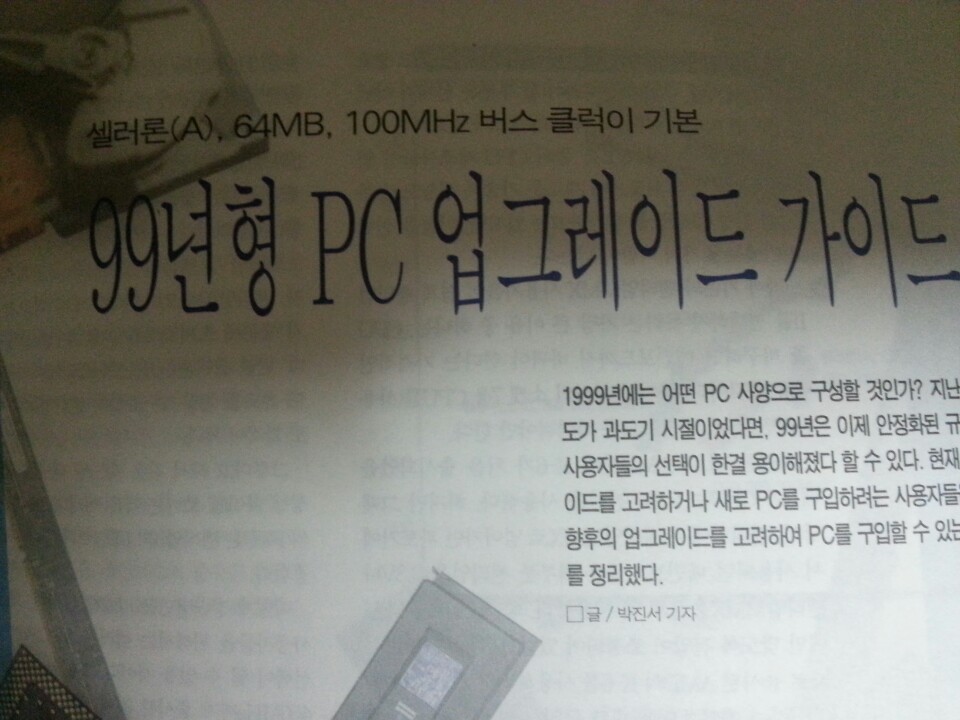 셀러론(A), 64MB, 100MHz 버스 클럭이 기본
99년형 PC 업그레이드 가이드
1999년에는 어떤 PC 사양으로 구성할 것인가? 지난
도가 과도기 시절이었다면, 99년은 이제 안정화된 규
사용자들의 선택이 한결 용이해졌다 할 수 있다. 현재
이드를 고려하거나 새로 PC를 구입하려는 사용자들
향후의 업그레이드를 고려하여 PC를 구입할 수 있는
를 정리했다.
□글 / 박진서 기자